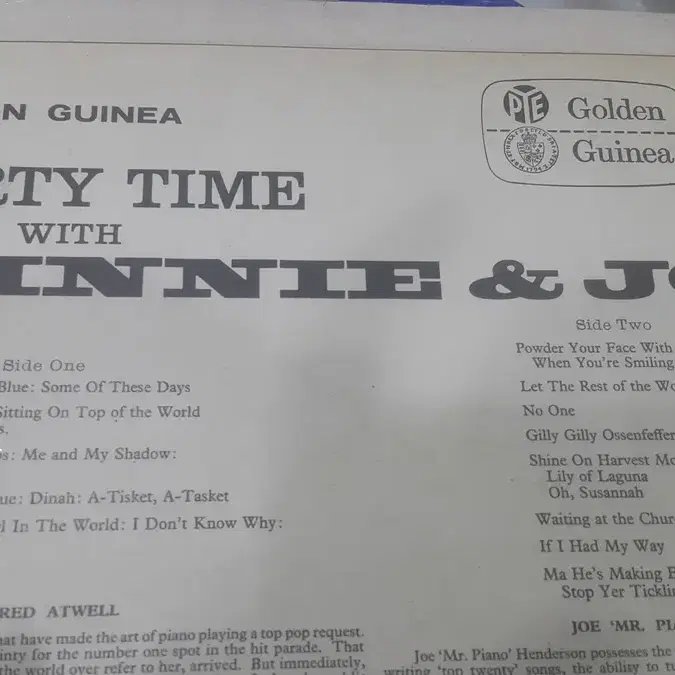 N GUINEA
PYE Golden
Guinea
TY TIME
WITH
INNIE & J
Side One
Blue: Some Of These Days
Sitting On Top of the World
s.
s: Me and My Shadow:
ue: Dinah: A-Tisket, A-Tasket
l In The World: I Don't Know Why:
Side Two
Powder Your Face With
When You're Smiling
Let The Rest of the Wo
No One
Gilly Gilly Ossenfeffer
Shine On Harvest Mo
Lily of Laguna
Oh, Susannah
Waiting at the Chur
If I Had My Way
Ma He's Making E
Stop Yer Ticklin
RED ATWELL
hat have made the art of piano playing a top pop request.
inty for the number one spot in the hit parade. That
the world over refer to her, arrived. But immediately,
JOE 'MR. PI
Joe 'Mr. Piano' Henderson possesses the
writing 'top twenty' songs, the ability to tu